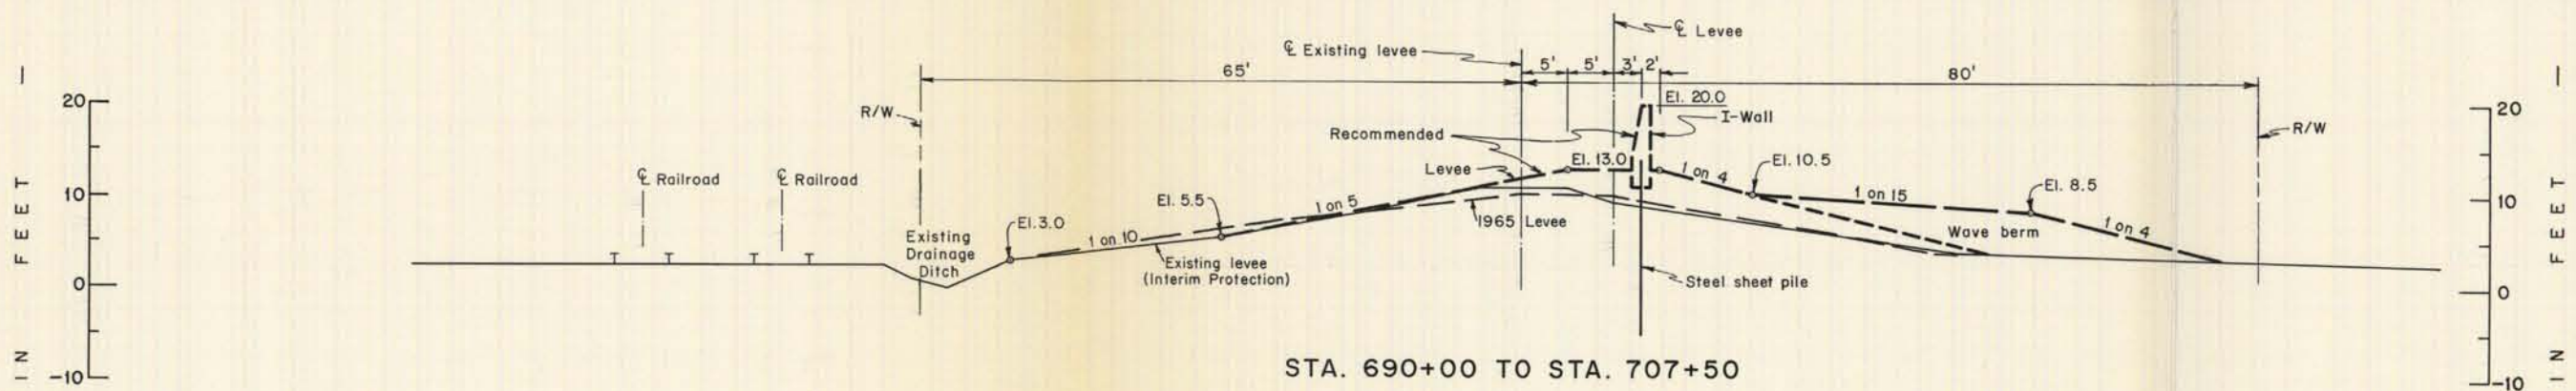 ℄ Levee
℄ Existing levee
65'
5'
5'
3'
2'
80'
20
El. 20.0
20
R/W
I-Wall
R/W
Recommended
El. 13.0
El. 10.5
℄ Railroad
℄ Railroad
Levee
1 on 4
1 on 15
El. 8.5
10
10
El. 5.5
1 on 5
1965 Levee
El. 3.0
1 on 10
Existing
Drainage
Ditch
Existing levee
(Interim Protection)
Wave berm
1 on 4
Steel sheet pile
0
0
STA. 690+00 TO STA. 707+50
-10
-10
IN FEET —
IN FEET —